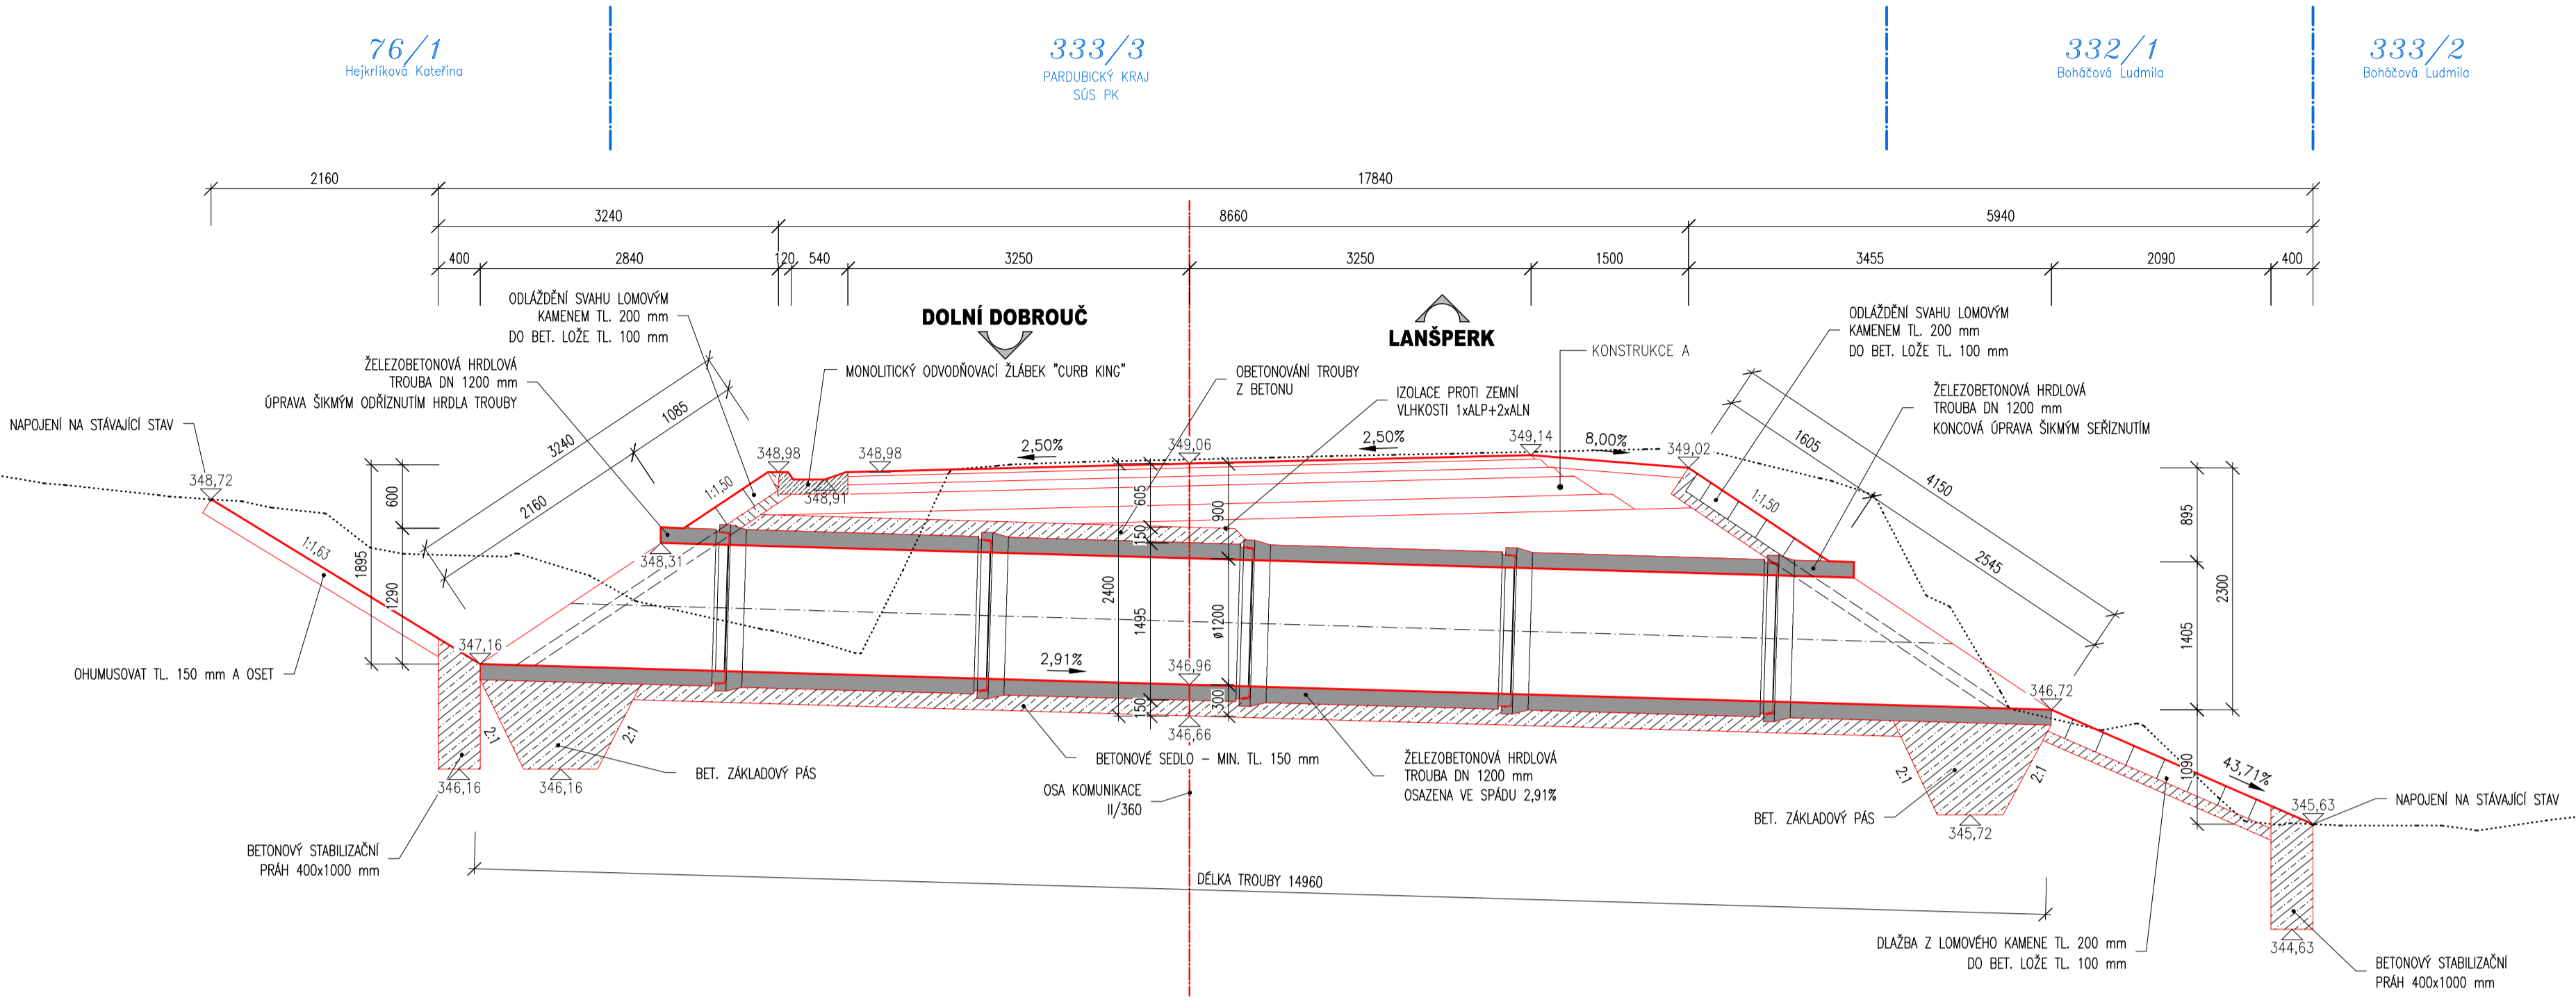 76/1
Hejkrlíková Kateřina
333/3
PARDUBICKÝ KRAJ
SÚS PK
332/1
Boháčová Ludmila
333/2
Boháčová Ludmila
2160
17840
3240
8660
5940
400
2840
120
540
3250
3250
1500
3455
2090
400
ODLÁŽDĚNÍ SVAHU LOMOVÝM
KAMENEM TL. 200 mm
DO BET. LOŽE TL. 100 mm
DOLNÍ DOBROUČ
LANŠPERK
ODLÁŽDĚNÍ SVAHU LOMOVÝM
KAMENEM TL. 200 mm
DO BET. LOŽE TL. 100 mm
ŽELEZOBETONOVÁ HRDLOVÁ
TROUBA DN 1200 mm
ÚPRAVA ŠIKMÝM ODŘÍZNUTÍM HRDLA TROUBY
MONOLITICKÝ ODVODŇOVACÍ ŽLÁBEK "CURB KING"
OBETONOVÁNÍ TROUBY
Z BETONU
KONSTRUKCE A
IZOLACE PROTI ZEMNÍ
VLHKOSTI 1xALP+2xALN
ŽELEZOBETONOVÁ HRDLOVÁ
TROUBA DN 1200 mm
KONCOVÁ ÚPRAVA ŠIKMÝM SEŘÍZNUTÍM
NAPOJENÍ NA STÁVAJÍCÍ STAV
3240
1085
2160
1605
4150
2545
348,72
1:1,63
1895
600
1290
1:1,50
348,98
348,98
348,91
2,50%
349,06
2,50%
349,14
8,00%
349,02
1:1,50
605
900
150
2400
1495
ø1200
150
300
895
1405
2300
1090
348,31
347,16
2,91%
346,96
346,66
346,72
OHUMUSOVAT TL. 150 mm A OSET
2:1
2:1
2:1
2:1
346,16
346,16
BET. ZÁKLADOVÝ PÁS
BETONOVÉ SEDLO – MIN. TL. 150 mm
OSA KOMUNIKACE
II/360
ŽELEZOBETONOVÁ HRDLOVÁ
TROUBA DN 1200 mm
OSAZENA VE SPÁDU 2,91%
BET. ZÁKLADOVÝ PÁS
345,72
43,71%
345,63
NAPOJENÍ NA STÁVAJÍCÍ STAV
BETONOVÝ STABILIZAČNÍ
PRÁH 400x1000 mm
DÉLKA TROUBY 14960
DLAŽBA Z LOMOVÉHO KAMENE TL. 200 mm
DO BET. LOŽE TL. 100 mm
344,63
BETONOVÝ STABILIZAČNÍ
PRÁH 400x1000 mm